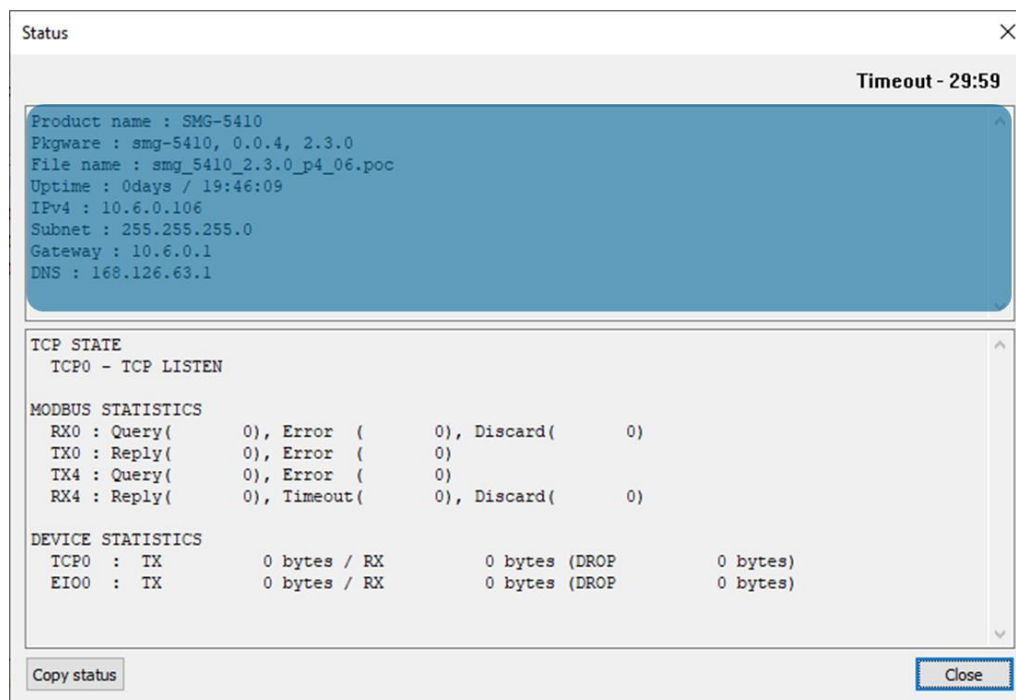 Status
Timeout - 29:59
Product name : SMG-5410
Pkgware : smg-5410, 0.0.4, 2.3.0
File name : smg_5410_2.3.0_p4_06.poc
Uptime : 0days / 19:46:09
IPv4 : 10.6.0.106
Subnet : 255.255.255.0
Gateway : 10.6.0.1
DNS : 168.126.63.1
TCP STATE
TCP0 - TCP LISTEN
MODBUS STATISTICS
RX0 : Query(       0), Error  (       0), Discard(       0)
TX0 : Reply(       0), Error  (       0)
TX4 : Query(       0), Error  (       0)
RX4 : Reply(       0), Timeout(       0), Discard(       0)
DEVICE STATISTICS
TCP0  :  TX          0 bytes / RX          0 bytes (DROP          0 bytes)
EIO0  :  TX          0 bytes / RX          0 bytes (DROP          0 bytes)
Copy status
Close